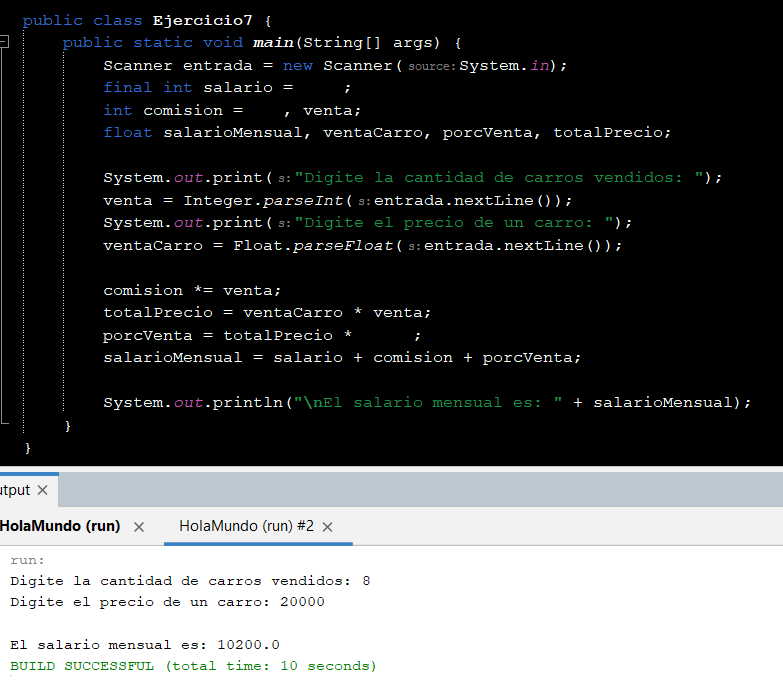 public class Ejercicio7 {
public static void main(String[] args) {
Scanner entrada = new Scanner( source: System.in);
final int salario =     ;
int comision =    , venta;
float salarioMensual, ventaCarro, porcVenta, totalPrecio;
System.out.print( s: "Digite la cantidad de carros vendidos: ");
venta = Integer.parseInt( s: entrada.nextLine());
System.out.print( s: "Digite el precio de un carro: ");
ventaCarro = Float.parseFloat( s: entrada.nextLine());
comision *= venta;
totalPrecio = ventaCarro * venta;
porcVenta = totalPrecio *      ;
salarioMensual = salario + comision + porcVenta;
System.out.println("\nEl salario mensual es: " + salarioMensual);
}
}
utput ×
HolaMundo (run) × HolaMundo (run) #2 ×
run:
Digite la cantidad de carros vendidos: 8
Digite el precio de un carro: 20000
El salario mensual es: 10200.0
BUILD SUCCESSFUL (total time: 10 seconds)